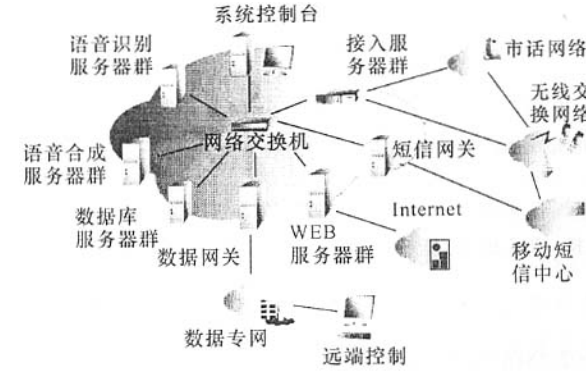 系统控制台
语音识别
服务器群
接入服
务器群
市话网络
无线交
换网络
网络交换机
短信网关
语音合成
服务器群
数据库
服务器群
数据网关
WEB
服务器群
Internet
移动短
信中心
数据专网
远端控制